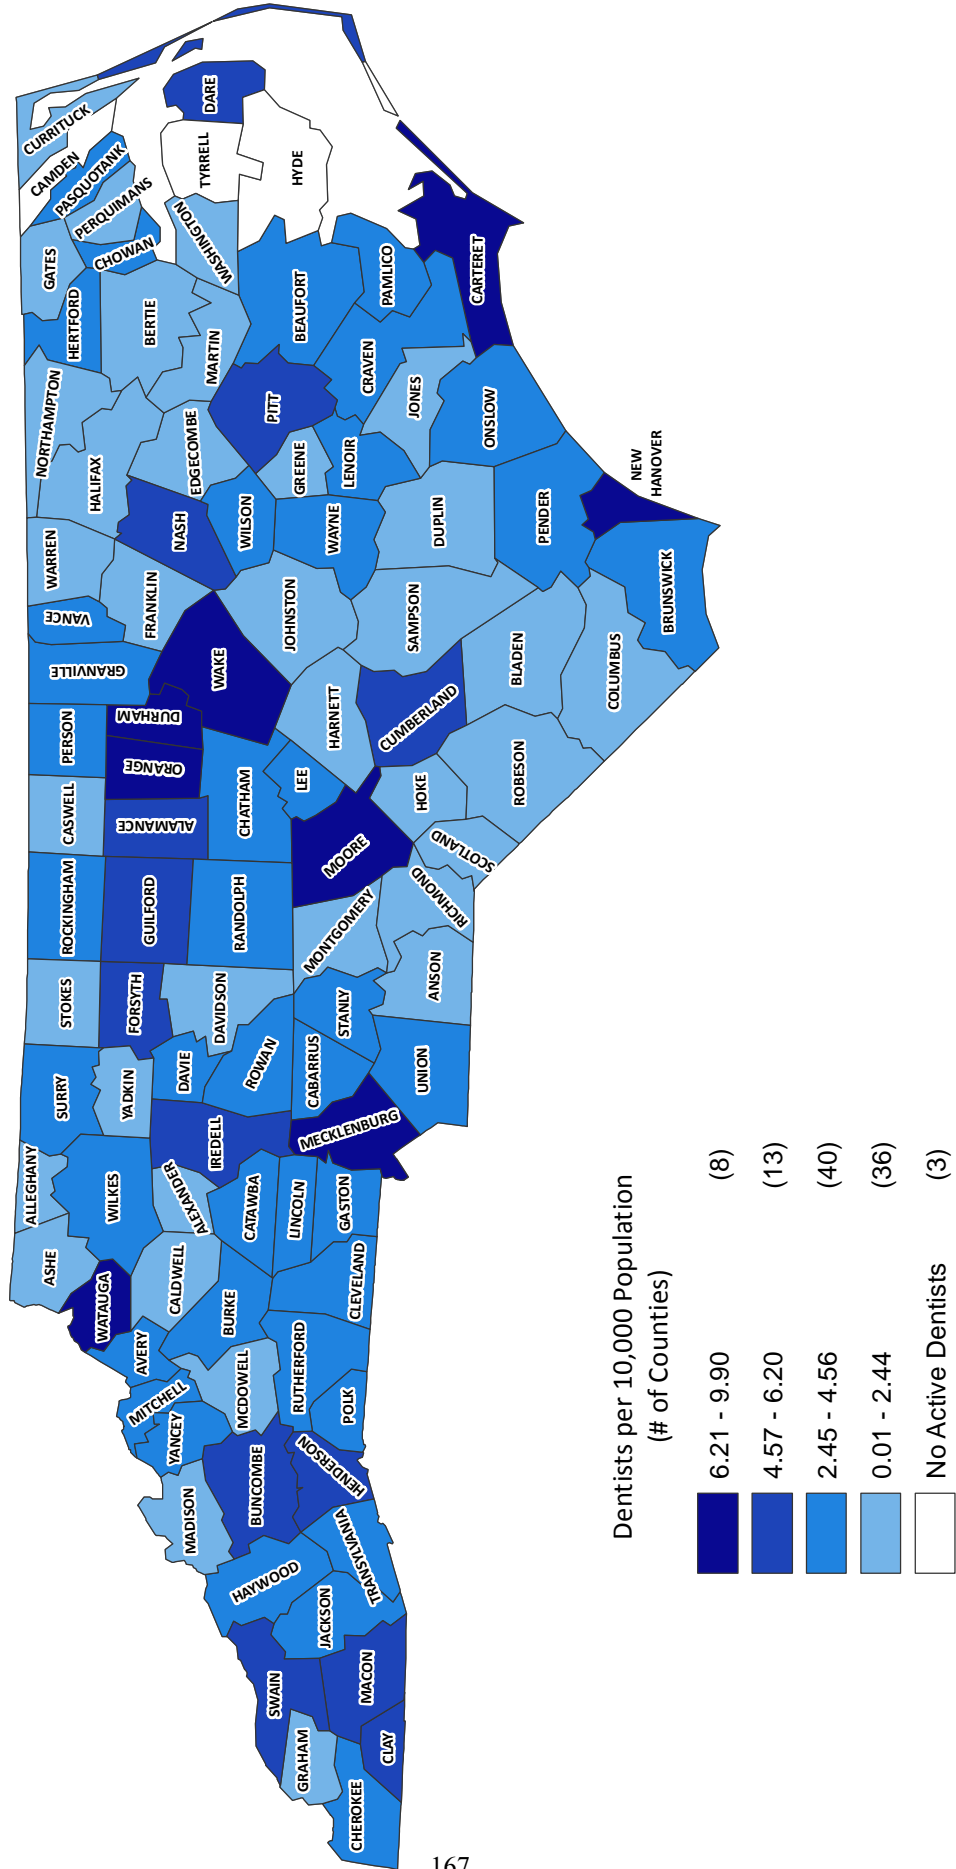 CURRITUCK
CAMDEN
PASQUOTANK
PERQUIMANS
CHOWAN
GATES
HERTFORD
NORTHAMPTON
WARREN
VANCE
GRANVILLE
PERSON
CASWELL
ROCKINGHAM
STOKES
SURRY
ALLEGHANY
ASHE
DARE
TYRRELL
WASHINGTON
BERTIE
MARTIN
HALIFAX
EDGECOMBE
NASH
FRANKLIN
WAKE
DURHAM
ORANGE
ALAMANCE
GUILFORD
FORSYTH
YADKIN
WILKES
WATAUGA
HYDE
BEAUFORT
PITT
GREENE
WILSON
JOHNSTON
CHATHAM
RANDOLPH
DAVIDSON
DAVIE
ROWAN
IREDELL
ALEXANDER
CALDWELL
AVERY
MITCHELL
YANCEY
MADISON
PAMLICO
CRAVEN
LENOIR
WAYNE
HARNETT
LEE
MOORE
MONTGOMERY
STANLY
CABARRUS
MECKLENBURG
CATAWBA
LINCOLN
GASTON
BURKE
CLEVELAND
MCDOWELL
RUTHERFORD
POLK
BUNCOMBE
HENDERSON
HAYWOOD
TRANSYLVANIA
JACKSON
SWAIN
MACON
GRAHAM
CLAY
CHEROKEE
CARTERET
JONES
ONSLOW
DUPLIN
SAMPSON
CUMBERLAND
HOKE
SCOTLAND
RICHMOND
ANSON
UNION
PENDER
NEW
HANOVER
BRUNSWICK
BLADEN
COLUMBUS
ROBESON
Dentists per 10,000 Population
(# of Counties)
6.21 - 9.90 (8)
4.57 - 6.20 (13)
2.45 - 4.56 (40)
0.01 - 2.44 (36)
No Active Dentists (3)
167